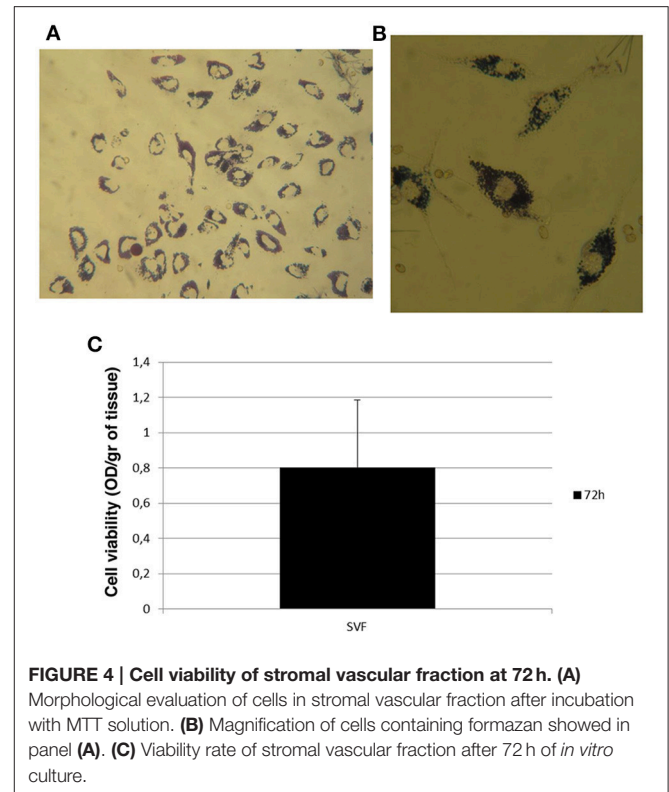 A
B
C
Cell viability (OD/gr of tissue)
1,4
1,2
1
0,8
0,6
0,4
0,2
0
SVF
72h
FIGURE 4 | Cell viability of stromal vascular fraction at 72 h. (A)
Morphological evaluation of cells in stromal vascular fraction after incubation
with MTT solution. (B) Magnification of cells containing formazan showed in
panel (A). (C) Viability rate of stromal vascular fraction after 72 h of in vitro
culture.